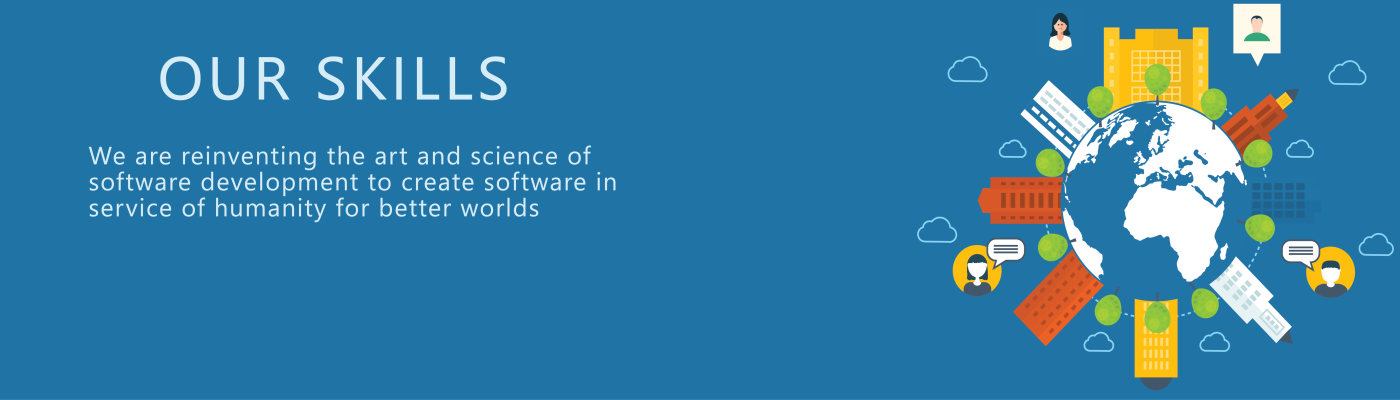 OUR SKILLS
We are reinventing the art and science of
software development to create software in
service of humanity for better worlds